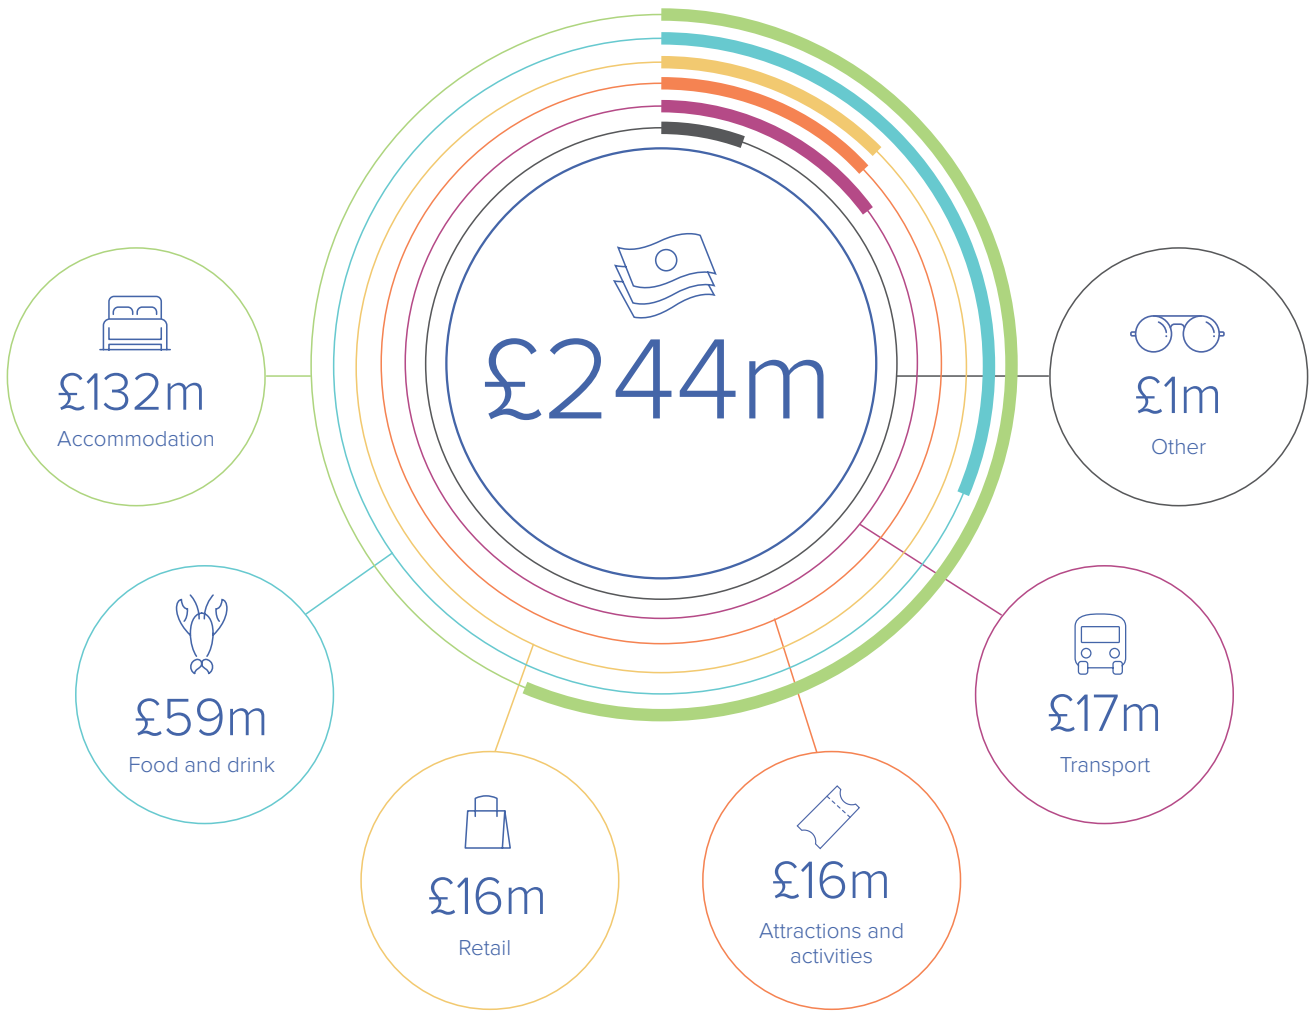 £244m
£132m
Accommodation
£59m
Food and drink
£16m
Retail
£16m
Attractions and
activities
£17m
Transport
£1m
Other